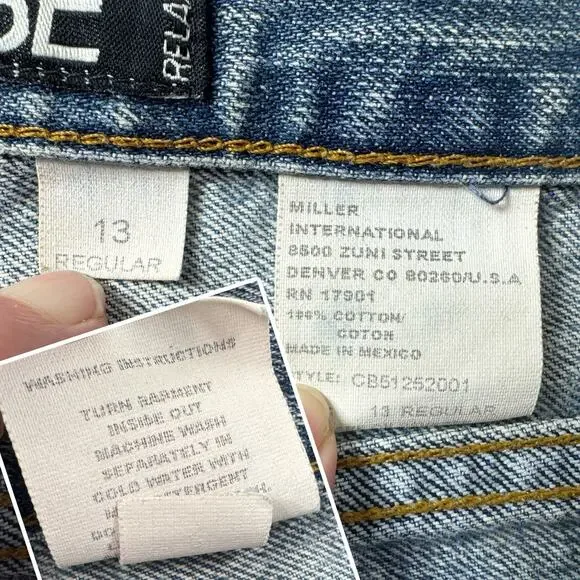 RELA
13
REGULAR
MILLER
INTERNATIONAL
8500 ZUNI STREET
DENVER CO 80260/U.S.A
RN 17901
100% COTTON/
COTON
MADE IN MEXICO
STYLE: CB51252001
13 REGULAR
WASHING INSTRUCTIONS
TURN GARMENT
INSIDE OUT
MACHINE WASH
SEPARATELY IN
COLD WATER WITH